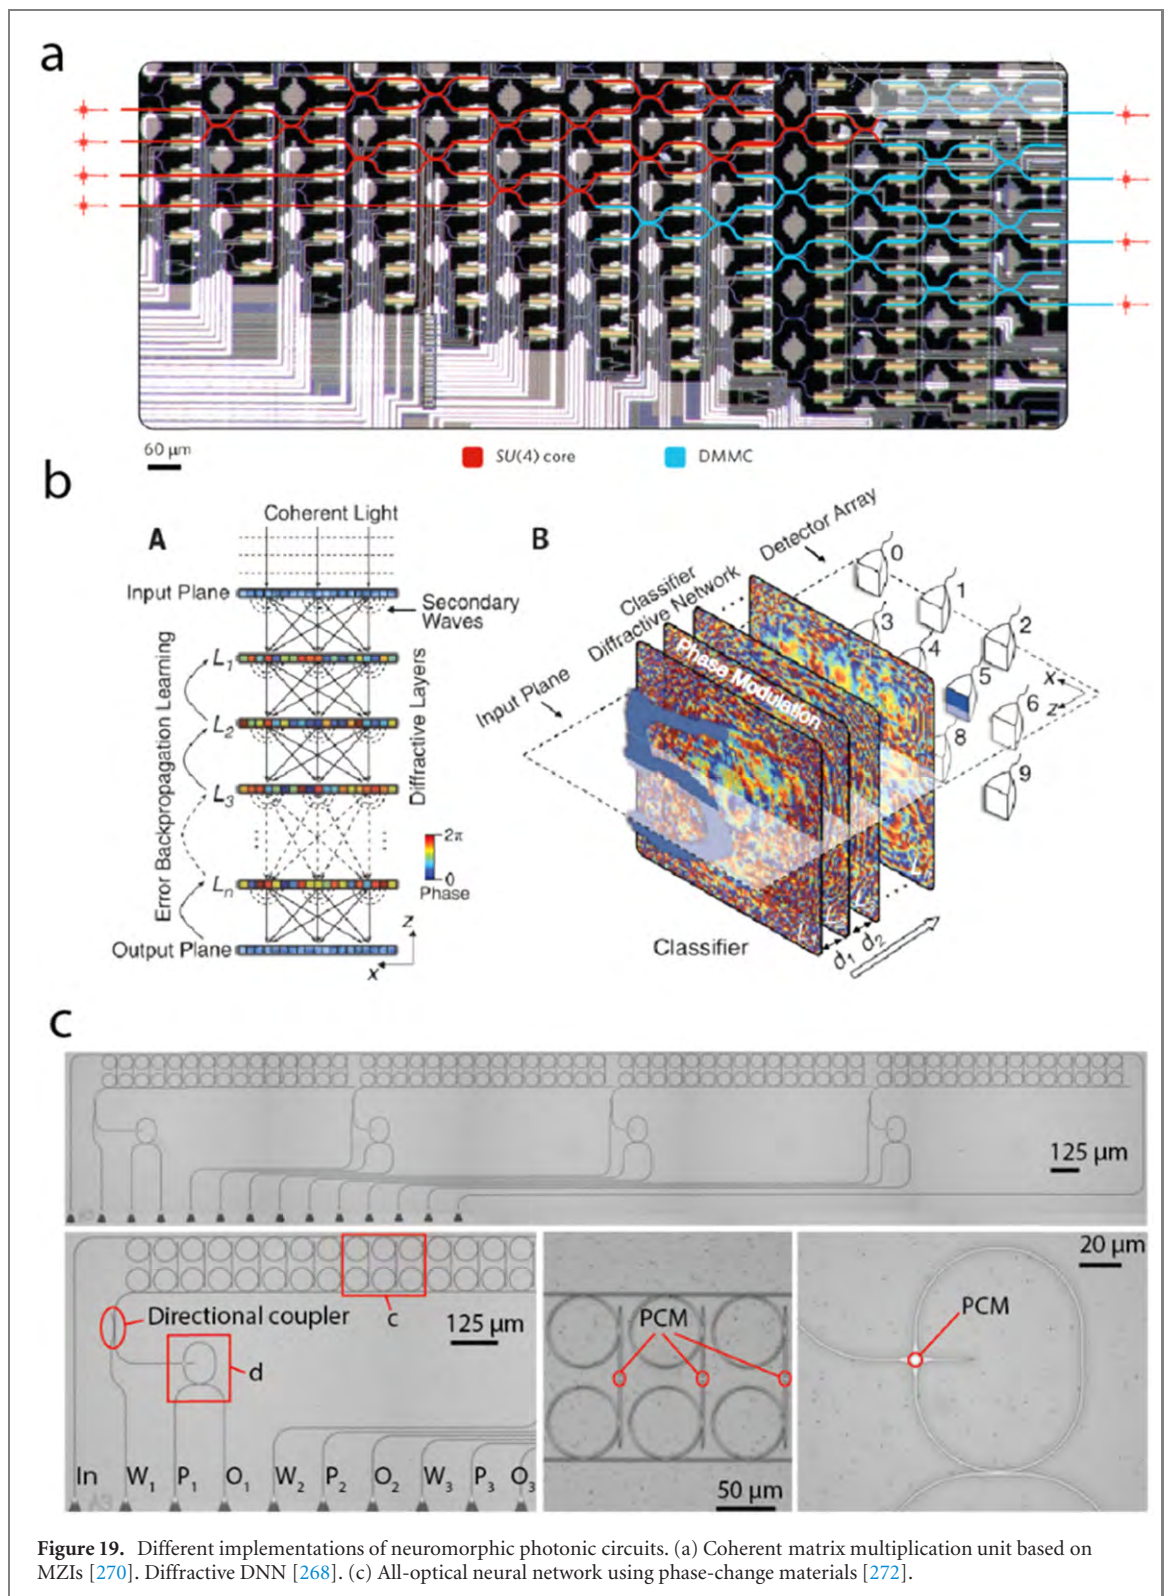 a
60 μm
SU(4) core
DMMC
b
A
Coherent Light
Input Plane
Secondary
Waves
Error Backpropagation Learning
L1
L2
L3
Ln
Diffractive Layers
2π
0
Phase
Output Plane
z
x
B
Detector Array
Classifier
Diffractive Network
Input Plane
Phase Modulation
0
1
2
3
4
5
6
8
9
x
z
L
L
L
L
d1
d2
Classifier
c
125 μm
Directional coupler
c
125 μm
d
In
W1
P1
O1
W2
P2
O2
W3
P3
O3
A3
PCM
50 μm
20 μm
PCM
Figure 19. Different implementations of neuromorphic photonic circuits. (a) Coherent matrix multiplication unit based on
MZIs [270]. Diffractive DNN [268]. (c) All-optical neural network using phase-change materials [272].